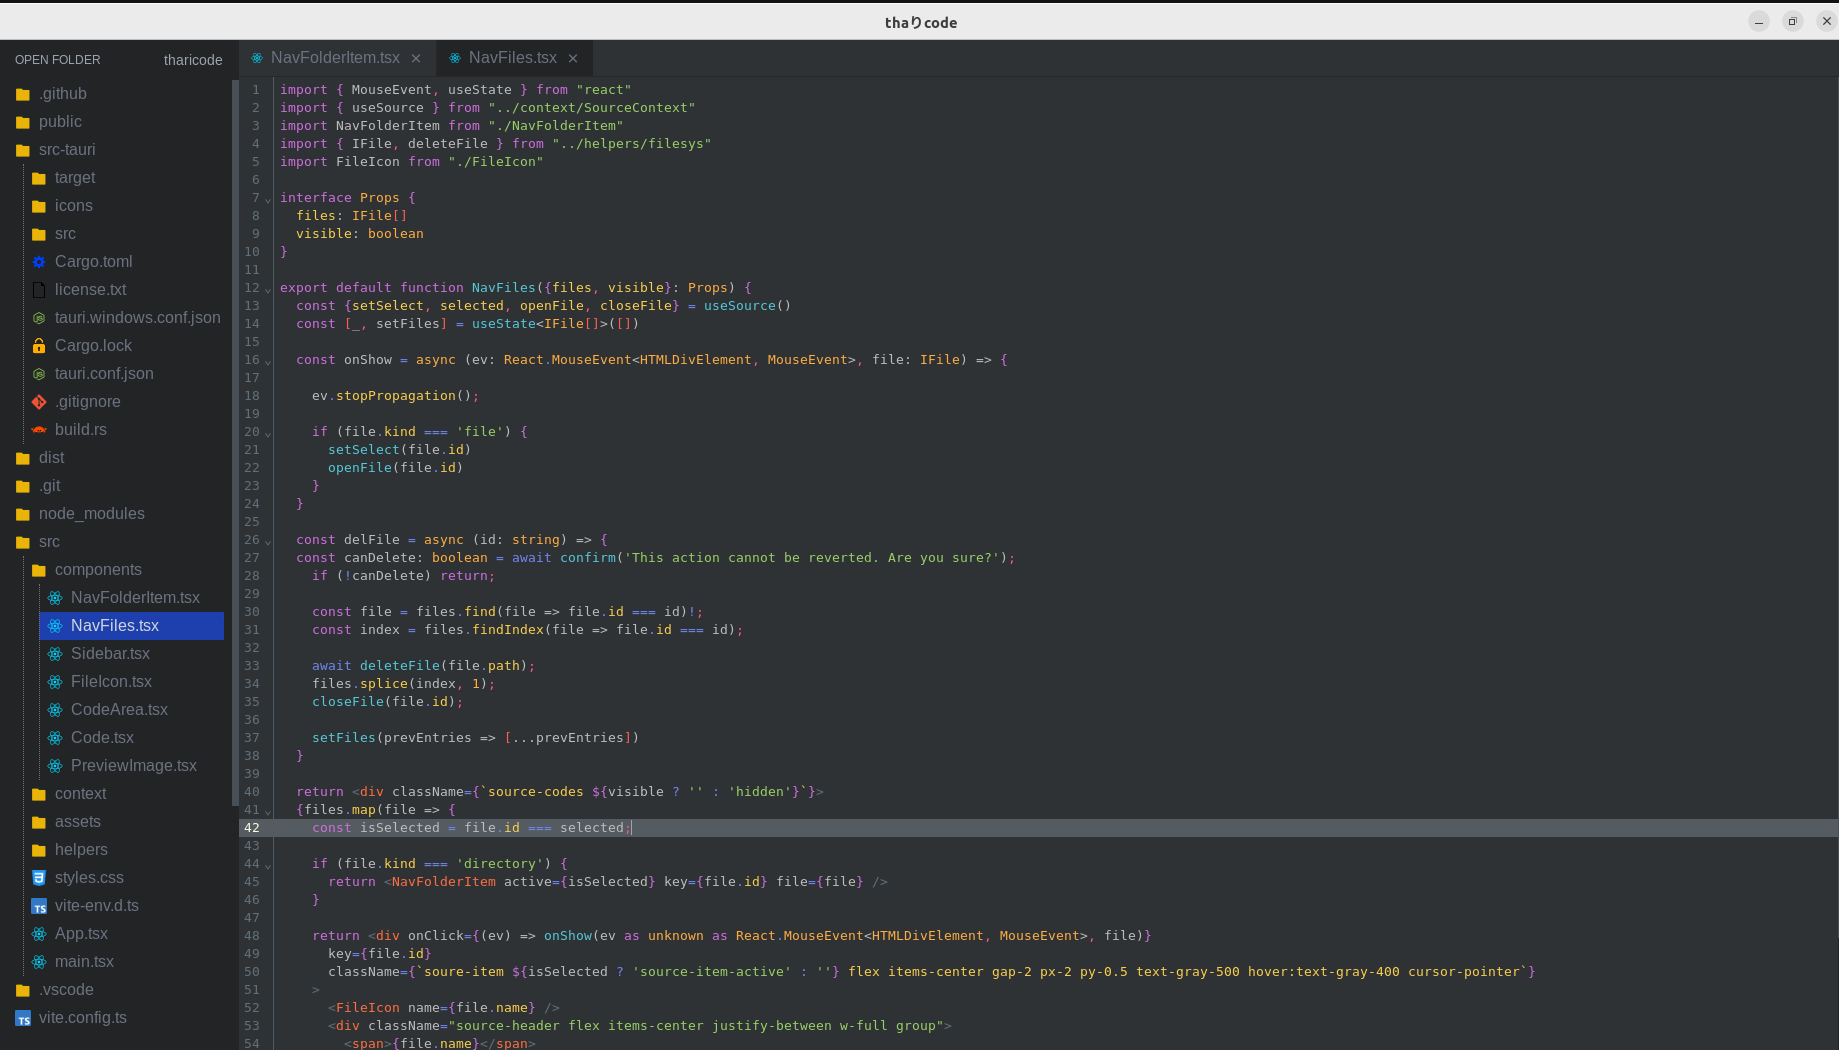 thaりcode
OPEN FOLDER tharicode
.github
public
src-tauri
target
icons
src
Cargo.toml
license.txt
tauri.windows.conf.json
Cargo.lock
tauri.conf.json
.gitignore
build.rs
dist
.git
node_modules
src
components
NavFolderItem.tsx
NavFiles.tsx
Sidebar.tsx
FileIcon.tsx
CodeArea.tsx
Code.tsx
PreviewImage.tsx
context
assets
helpers
styles.css
vite-env.d.ts
App.tsx
main.tsx
.vscode
vite.config.ts
NavFolderItem.tsx × NavFiles.tsx ×
1 import { MouseEvent, useState } from "react"
2 import { useSource } from "../context/SourceContext"
3 import NavFolderItem from "./NavFolderItem"
4 import { IFile, deleteFile } from "../helpers/filesys"
5 import FileIcon from "./FileIcon"
6
7 interface Props {
8   files: IFile[]
9   visible: boolean
10 }
11
12 export default function NavFiles({files, visible}: Props) {
13   const {setSelect, selected, openFile, closeFile} = useSource()
14   const [_, setFiles] = useState<IFile[]>([])
15
16   const onShow = async (ev: React.MouseEvent<HTMLDivElement, MouseEvent>, file: IFile) => {
17
18     ev.stopPropagation();
19
20     if (file.kind === 'file') {
21       setSelect(file.id)
22       openFile(file.id)
23     }
24   }
25
26   const delFile = async (id: string) => {
27   const canDelete: boolean = await confirm('This action cannot be reverted. Are you sure?');
28     if (!canDelete) return;
29
30     const file = files.find(file => file.id === id)!;
31     const index = files.findIndex(file => file.id === id);
32
33     await deleteFile(file.path);
34     files.splice(index, 1);
35     closeFile(file.id);
36
37     setFiles(prevEntries => [...prevEntries])
38   }
39
40   return <div className={`source-codes ${visible ? '' : 'hidden'}`}>
41   {files.map(file => {
42     const isSelected = file.id === selected;
43
44     if (file.kind === 'directory') {
45       return <NavFolderItem active={isSelected} key={file.id} file={file} />
46     }
47
48     return <div onClick={(ev) => onShow(ev as unknown as React.MouseEvent<HTMLDivElement, MouseEvent>, file)}
49       key={file.id}
50       className={`soure-item ${isSelected ? 'source-item-active' : ''} flex items-center gap-2 px-2 py-0.5 text-gray-500 hover:text-gray-400 cursor-pointer`}
51     >
52       <FileIcon name={file.name} />
53       <div className="source-header flex items-center justify-between w-full group">
54         <span>{file.name}</span>